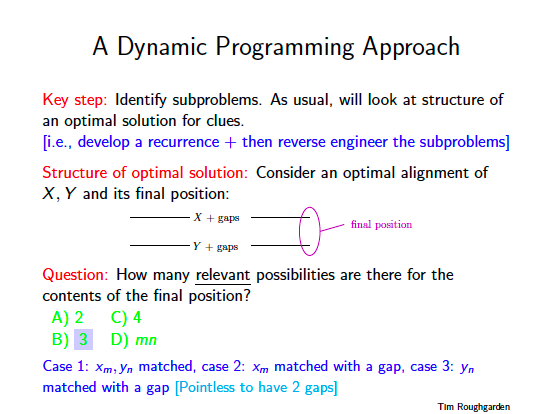 A Dynamic Programming Approach
Key step: Identify subproblems. As usual, will look at structure of
an optimal solution for clues.
[i.e., develop a recurrence + then reverse engineer the subproblems]
Structure of optimal solution: Consider an optimal alignment of
X, Y and its final position:
X + gaps
final position
Y + gaps
Question: How many relevant possibilities are there for the
contents of the final position?
A) 2 C) 4
B) 3 D) mn
Case 1: xₘ, yₙ matched, case 2: xₘ matched with a gap, case 3: yₙ
matched with a gap [Pointless to have 2 gaps]
Tim Roughgarden